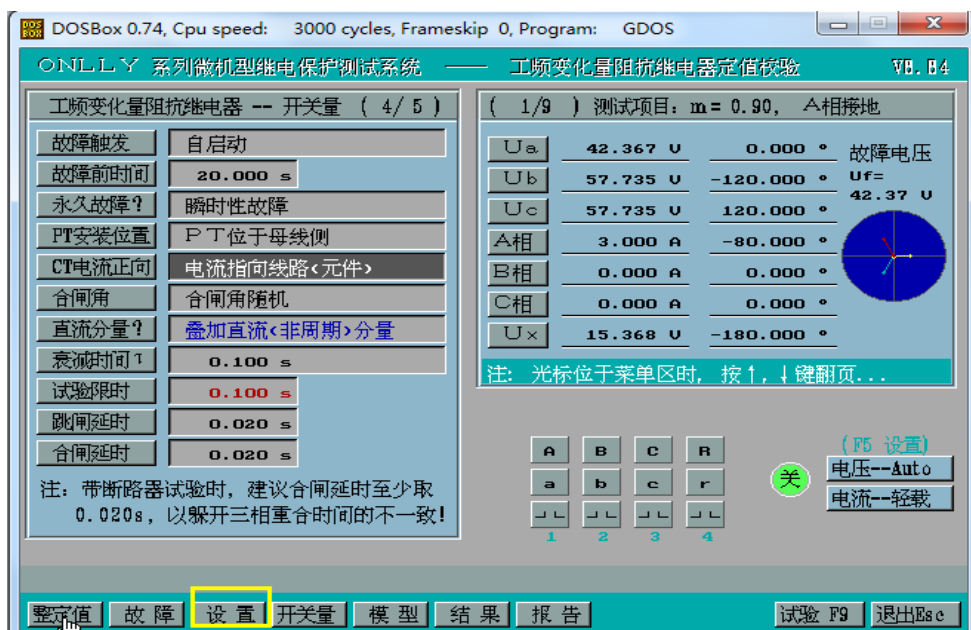 DOSBox 0.74, Cpu speed: 3000 cycles, Frameskip 0, Program: GDOS
ONLLY 系列微机型继电保护测试系统 —— 工频变化量阻抗继电器定值校验 V8.B4
工频变化量阻抗继电器 -- 开关量 ( 4/ 5 )
故障触发 自启动
故障前时间 20.000 s
永久故障? 瞬时性故障
PT安装位置 PT位于母线侧
CT电流正向 电流指向线路<元件>
合闸角 合闸角随机
直流分量? 叠加直流<非周期>分量
衰减时间τ 0.100 s
试验限时 0.100 s
跳闸延时 0.020 s
合闸延时 0.020 s
注: 带断路器试验时, 建议合闸延时至少取
0.020s, 以躲开三相重合时间的不一致!
( 1/9 ) 测试项目: m = 0.90, A相接地
Ua 42.367 V 0.000 °
Ub 57.735 V -120.000 °
Uc 57.735 V 120.000 °
A相 3.000 A -80.000 °
B相 0.000 A 0.000 °
C相 0.000 A 0.000 °
Ux 15.368 V -180.000 °
故障电压
Uf=
42.37 V
注: 光标位于菜单区时, 按↑,↓键翻页...
A B C R
a b c r
1 2 3 4
关
(F5 设置)
电压--Auto
电流--轻载
整定值 故 障 设 置 开关量 模 型 结 果 报 告 试验 F9 退出Esc